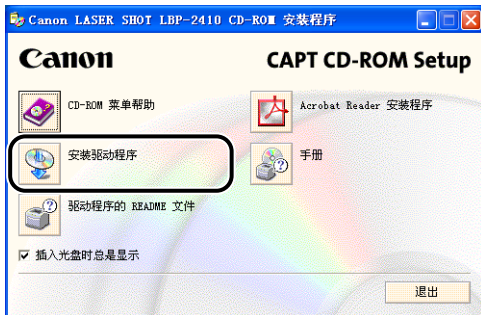 Canon LASER SHOT LBP-2410 CD-ROM 安装程序
Canon CAPT CD-ROM Setup
CD-ROM 菜单帮助
Acrobat Reader 安装程序
安装驱动程序
手册
驱动程序的 README 文件
插入光盘时总是显示
退出